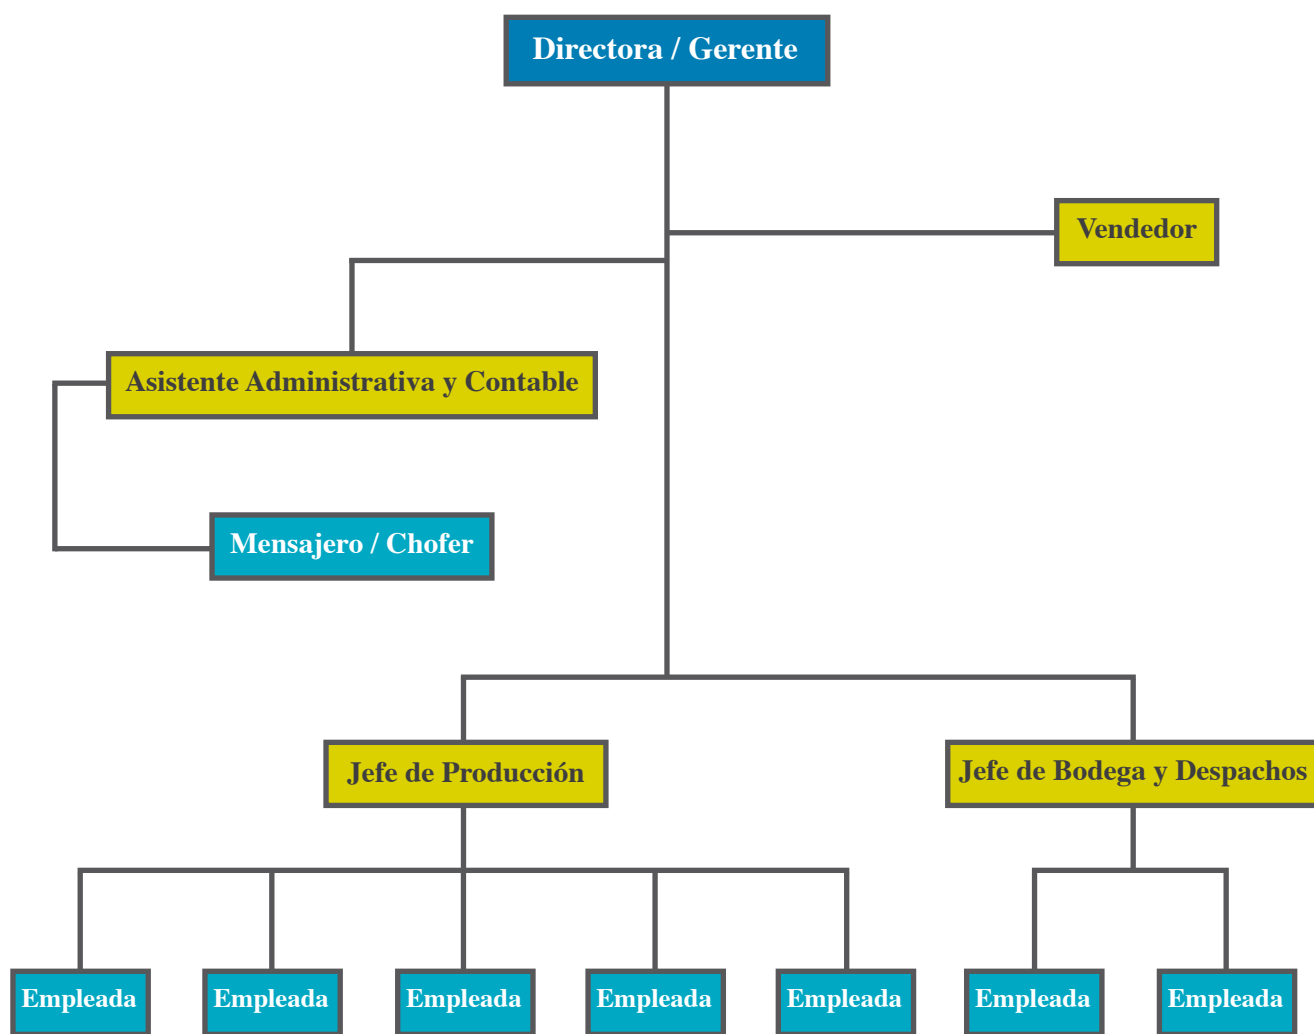 Directora / Gerente
Vendedor
Asistente Administrativa y Contable
Mensajero / Chofer
Jefe de Producción
Jefe de Bodega y Despachos
Empleada
Empleada
Empleada
Empleada
Empleada
Empleada
Empleada